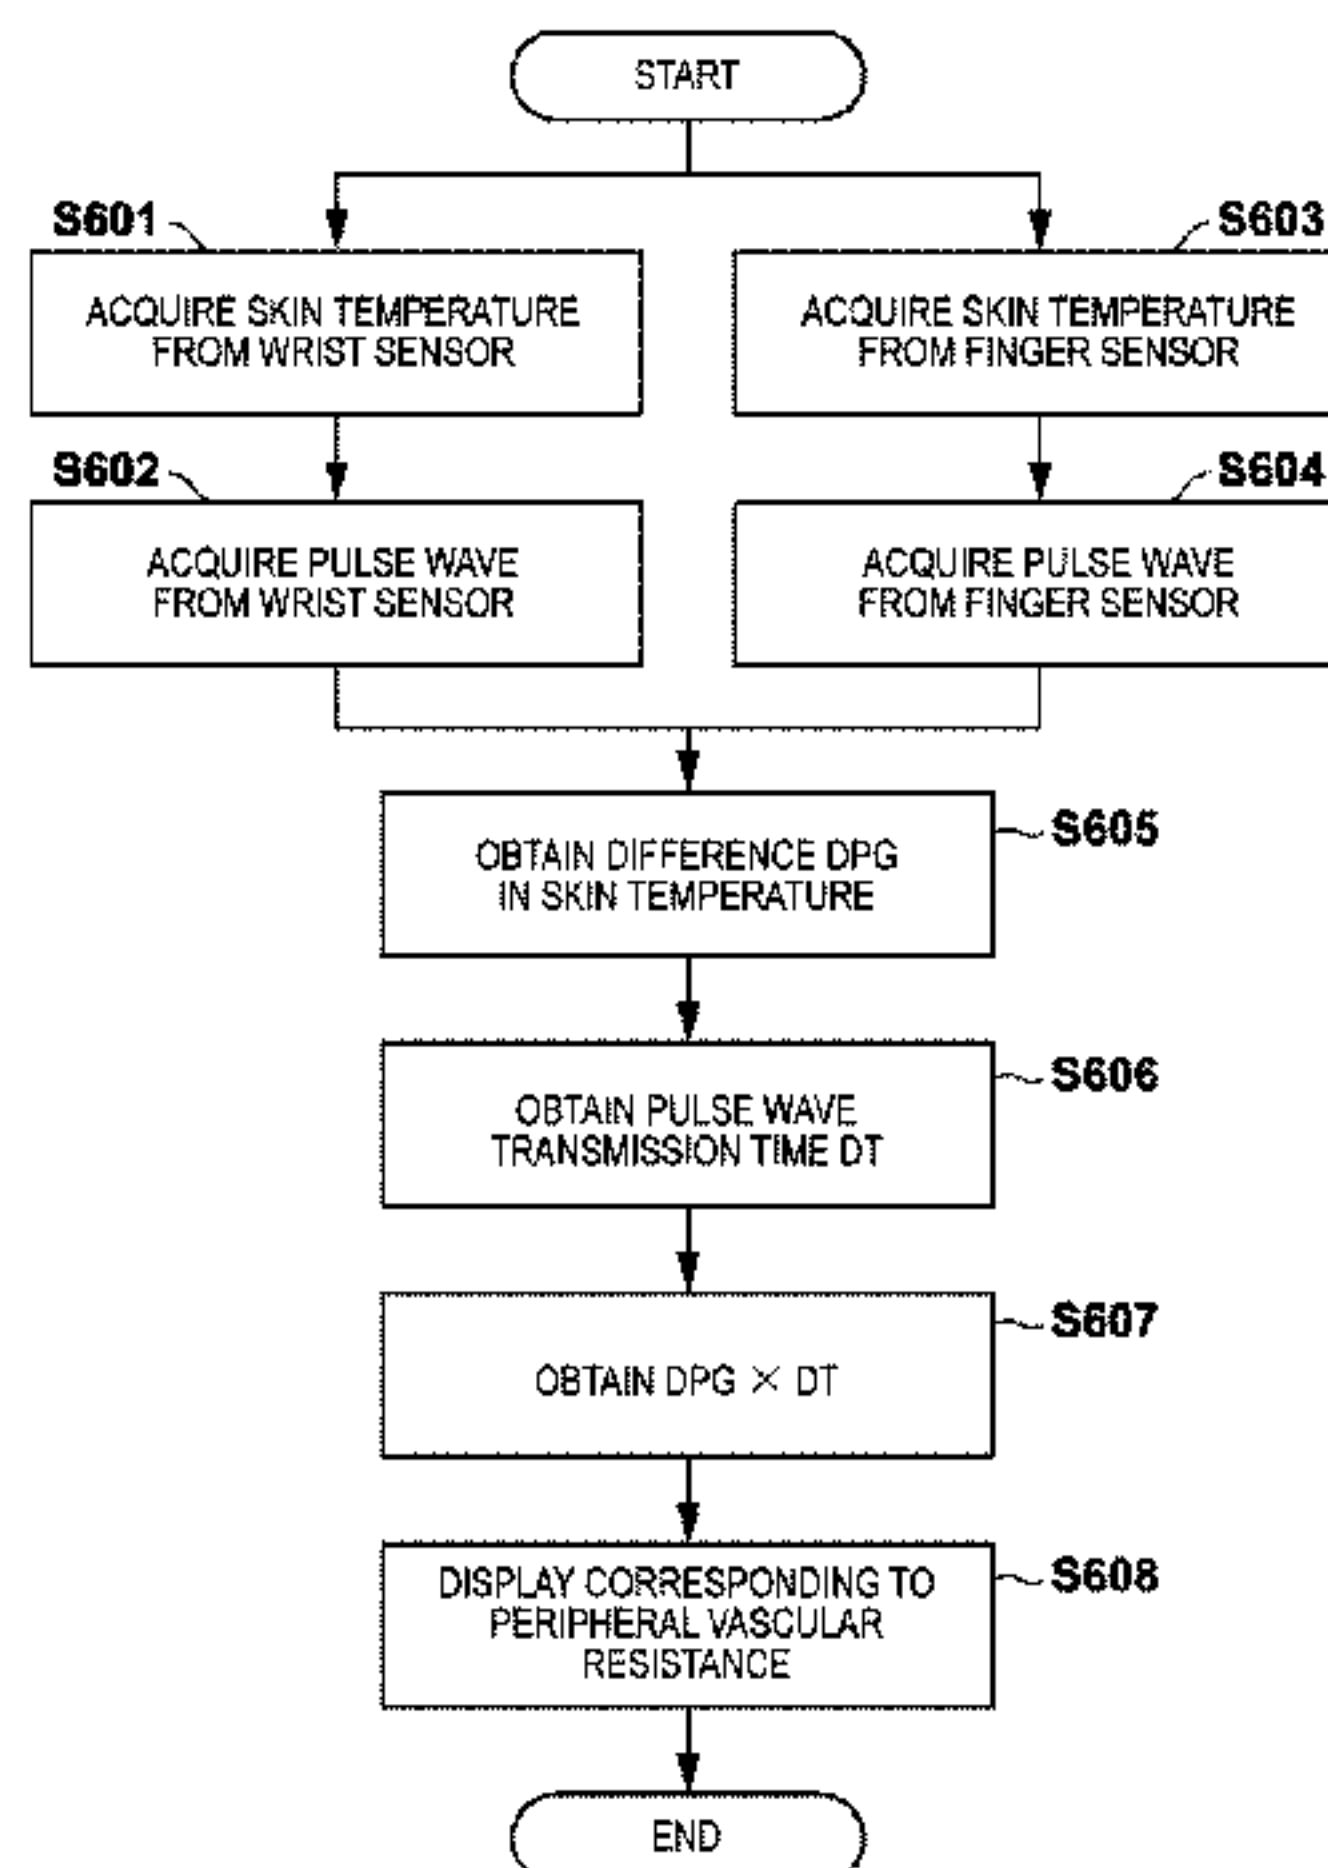 START
S601
ACQUIRE SKIN TEMPERATURE
FROM WRIST SENSOR
S603
ACQUIRE SKIN TEMPERATURE
FROM FINGER SENSOR
S602
ACQUIRE PULSE WAVE
FROM WRIST SENSOR
S604
ACQUIRE PULSE WAVE
FROM FINGER SENSOR
OBTAIN DIFFERENCE DPG
IN SKIN TEMPERATURE
S605
OBTAIN PULSE WAVE
TRANSMISSION TIME DT
S606
OBTAIN DPG × DT
S607
DISPLAY CORRESPONDING TO
PERIPHERAL VASCULAR
RESISTANCE
S608
END